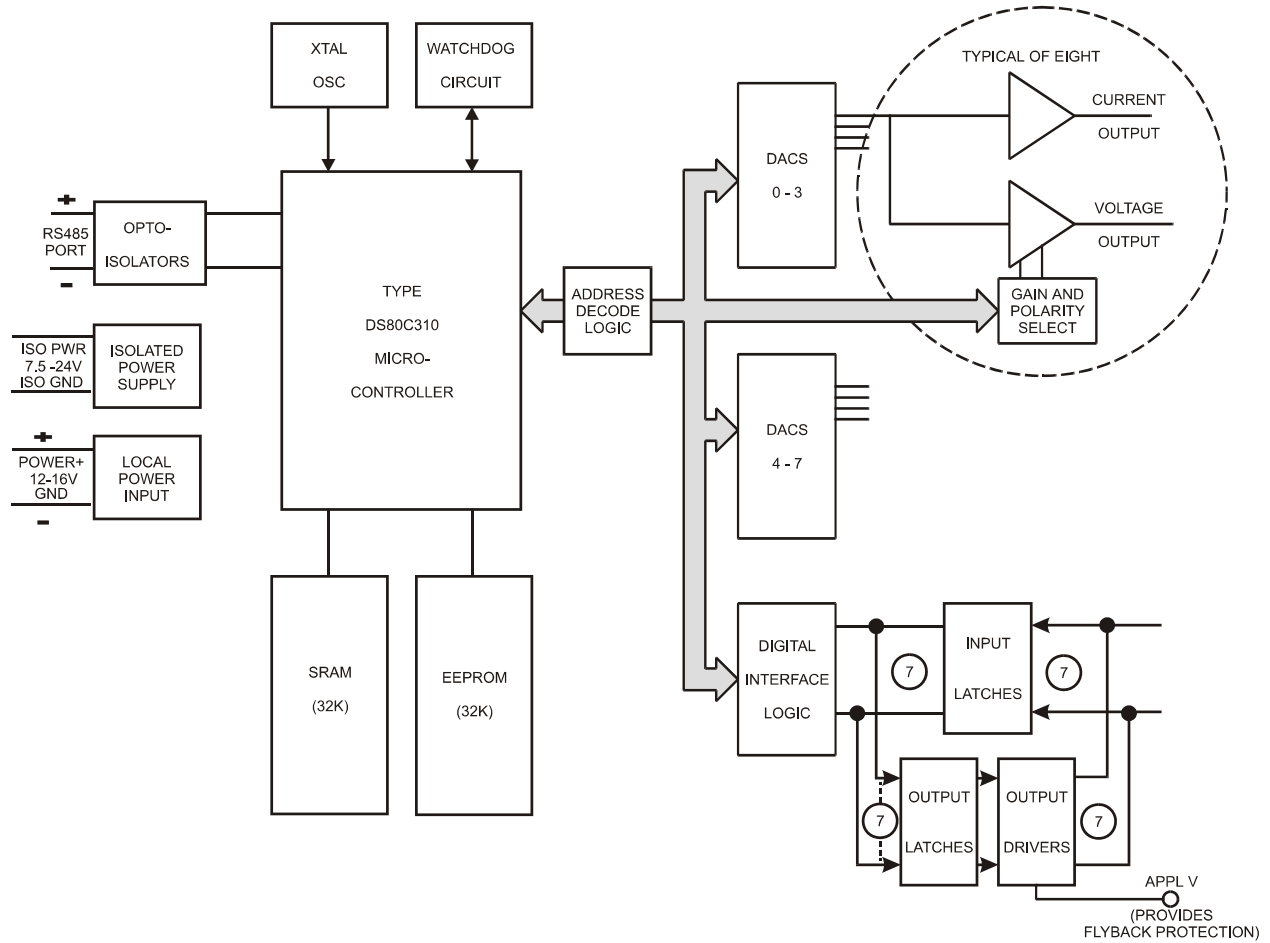 XTAL
OSC
WATCHDOG
CIRCUIT
TYPICAL OF EIGHT
CURRENT
OUTPUT
VOLTAGE
OUTPUT
GAIN AND
POLARITY
SELECT
DACS
0 - 3
+
RS485
PORT
-
OPTO-
ISOLATORS
TYPE
DS80C310
MICRO-
CONTROLLER
ADDRESS
DECODE
LOGIC
ISO PWR
7.5 -24V
ISO GND
ISOLATED
POWER
SUPPLY
DACS
4 - 7
+
POWER+
12-16V
GND
-
LOCAL
POWER
INPUT
SRAM
(32K)
EEPROM
(32K)
DIGITAL
INTERFACE
LOGIC
7
INPUT
LATCHES
7
7
OUTPUT
LATCHES
OUTPUT
DRIVERS
7
APPL V
(PROVIDES
FLYBACK PROTECTION)